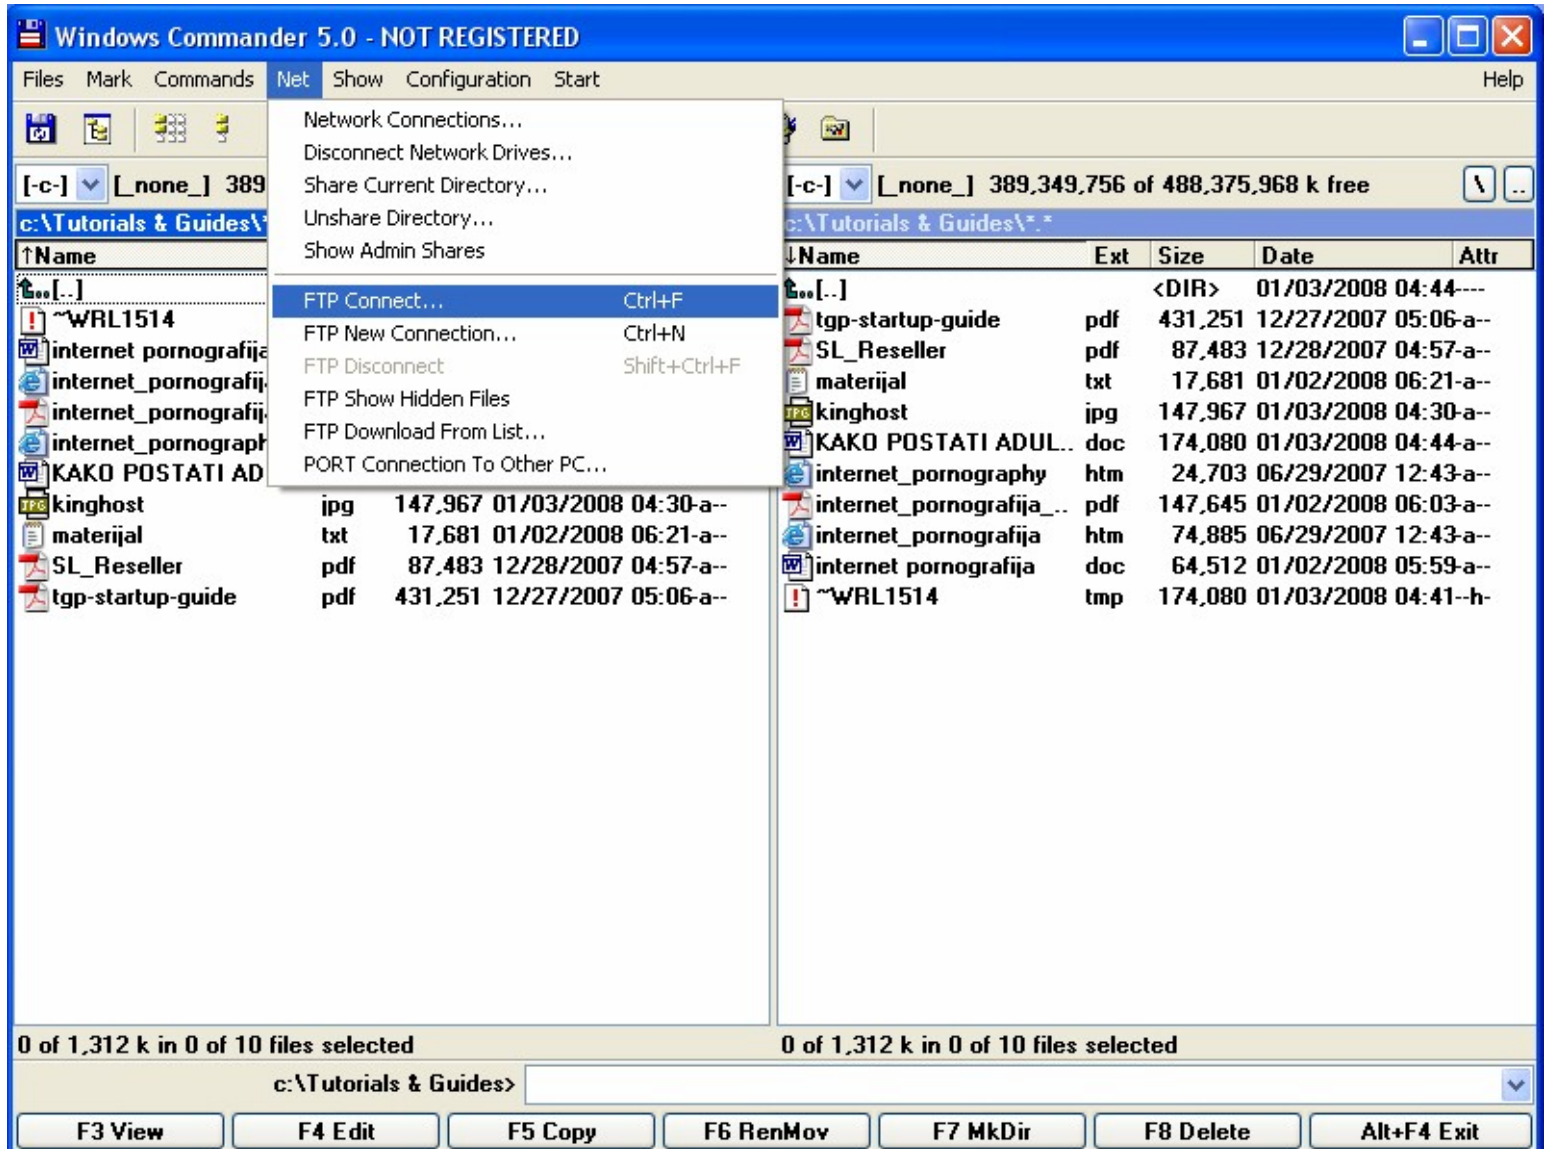 Windows Commander 5.0 - NOT REGISTERED
Files Mark Commands Net Show Configuration Start Help
Network Connections...
Disconnect Network Drives...
Share Current Directory...
Unshare Directory...
Show Admin Shares
FTP Connect... Ctrl+F
FTP New Connection... Ctrl+N
FTP Disconnect Shift+Ctrl+F
FTP Show Hidden Files
FTP Download From List...
PORT Connection To Other PC...
[-c-] [_none_] 389
c:\Tutorials & Guides\*
↑Name
[..]
~WRL1514
internet pornografija
internet_pornografij
internet_pornografij
internet_pornograph
KAKO POSTATI AD
kinghost jpg 147,967 01/03/2008 04:30 -a--
materijal txt 17,681 01/02/2008 06:21 -a--
SL_Reseller pdf 87,483 12/28/2007 04:57 -a--
tgp-startup-guide pdf 431,251 12/27/2007 05:06 -a--
0 of 1,312 k in 0 of 10 files selected
[-c-] [_none_] 389,349,756 of 488,375,968 k free \ ..
c:\Tutorials & Guides\*.*
↓Name Ext Size Date Attr
[..] <DIR> 01/03/2008 04:44 ----
tgp-startup-guide pdf 431,251 12/27/2007 05:06 -a--
SL_Reseller pdf 87,483 12/28/2007 04:57 -a--
materijal txt 17,681 01/02/2008 06:21 -a--
kinghost jpg 147,967 01/03/2008 04:30 -a--
KAKO POSTATI ADUL.. doc 174,080 01/03/2008 04:44 -a--
internet_pornography htm 24,703 06/29/2007 12:43 -a--
internet_pornografija_.. pdf 147,645 01/02/2008 06:03 -a--
internet_pornografija htm 74,885 06/29/2007 12:43 -a--
internet pornografija doc 64,512 01/02/2008 05:59 -a--
~WRL1514 tmp 174,080 01/03/2008 04:41 --h-
0 of 1,312 k in 0 of 10 files selected
c:\Tutorials & Guides>
F3 View F4 Edit F5 Copy F6 RenMov F7 MkDir F8 Delete Alt+F4 Exit